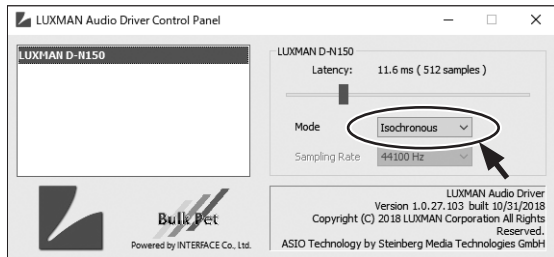 LUXMAN Audio Driver Control Panel
LUXMAN D-N150
LUXMAN D-N150
Latency: 11.6 ms ( 512 samples )
Mode Isochronous
Sampling Rate 44100 Hz
Bulk Pet
Powered by INTERFACE Co., Ltd.
LUXMAN Audio Driver
Version 1.0.27.103 built 10/31/2018
Copyright (C) 2018 LUXMAN Corporation All Rights
Reserved.
ASIO Technology by Steinberg Media Technologies GmbH